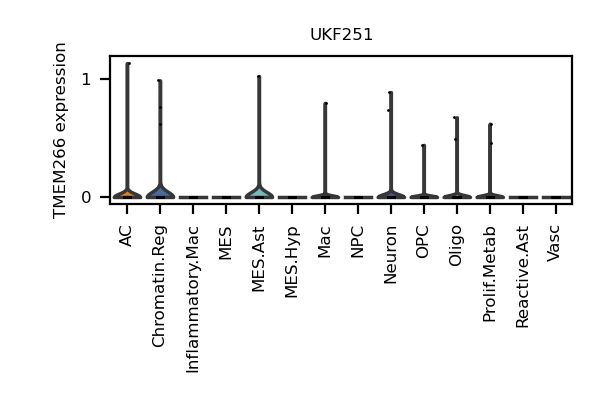 UKF251
TMEM266 expression
1
0
AC
Chromatin.Reg
Inflammatory.Mac
MES
MES.Ast
MES.Hyp
Mac
NPC
Neuron
OPC
Oligo
Prolif.Metab
Reactive.Ast
Vasc